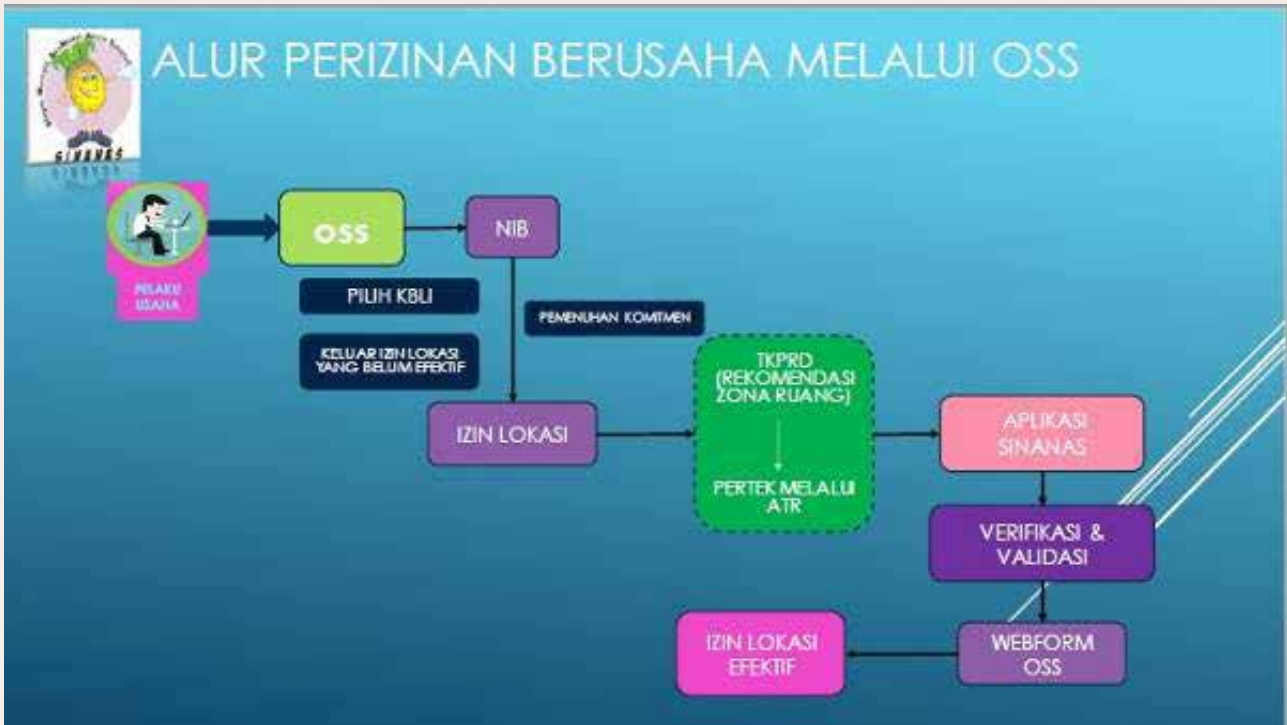 ALUR PERIZINAN BERUSAHA MELALUI OSS
SINANAS
PELAKU
USAHA
OSS
NIB
PILIH KBLI
KELUAR IZIN LOKASI
YANG BELUM EFEKTIF
PEMENUHAN KOMITMEN
IZIN LOKASI
TKPRD
(REKOMENDASI
ZONA RUANG)
PERTEK MELALUI
ATR
APLIKASI
SINANAS
VERIFIKASI &
VALIDASI
WEBFORM
OSS
IZIN LOKASI
EFEKTIF